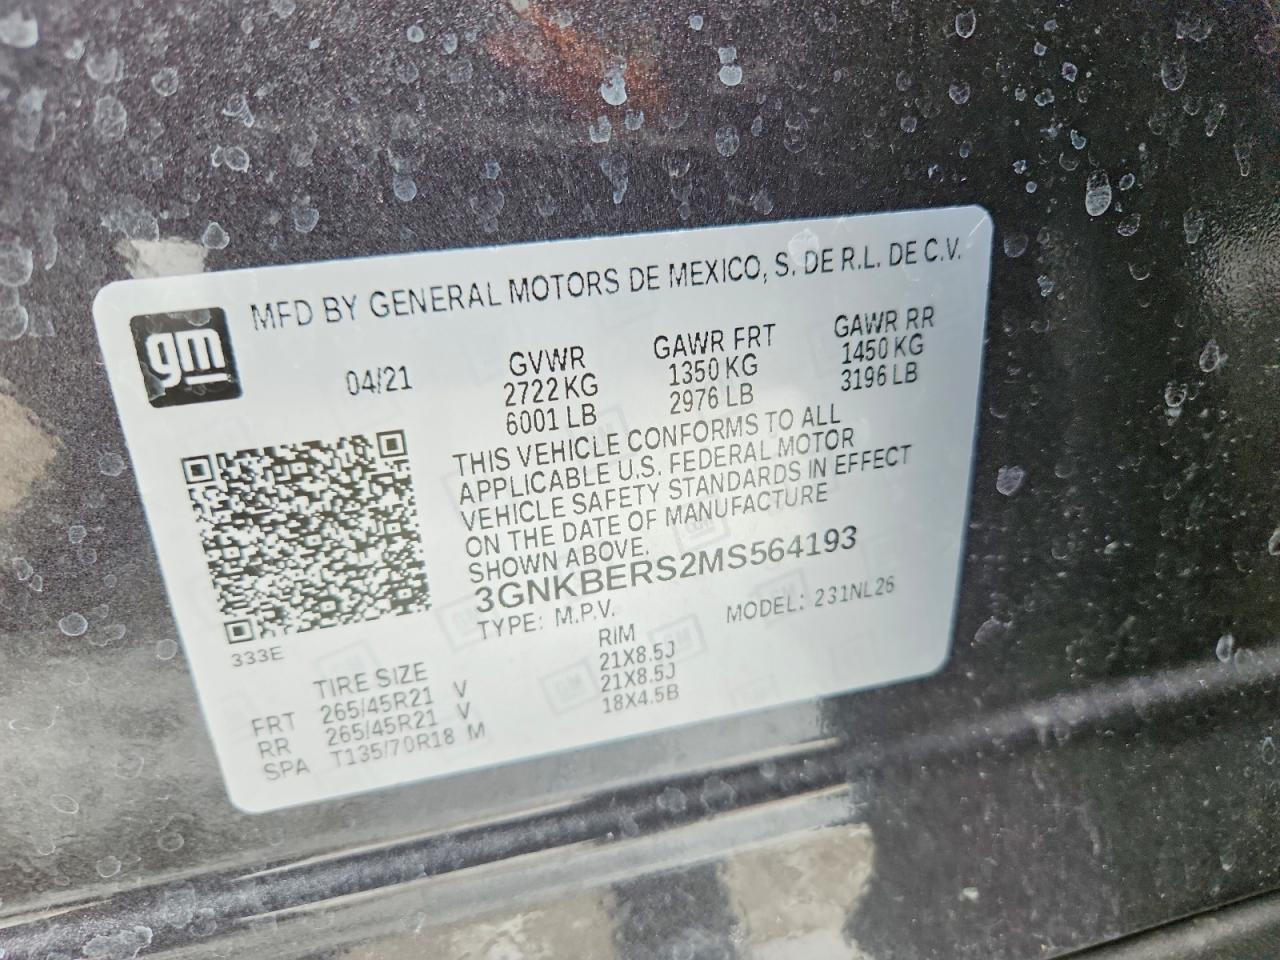 MFD BY GENERAL MOTORS DE MEXICO, S. DE R.L. DE C.V.
gm
04/21
GVWR
2722 KG
6001 LB
GAWR FRT
1350 KG
2976 LB
GAWR RR
1450 KG
3196 LB
THIS VEHICLE CONFORMS TO ALL
APPLICABLE U.S. FEDERAL MOTOR
VEHICLE SAFETY STANDARDS IN EFFECT
ON THE DATE OF MANUFACTURE
SHOWN ABOVE.
3GNKBERS2MS564193
TYPE: M.P.V. MODEL: 231NL26
333E
TIRE SIZE RIM
FRT 265/45R21 V 21X8.5J
RR 265/45R21 V 21X8.5J
SPA T135/70R18 M 18X4.5B